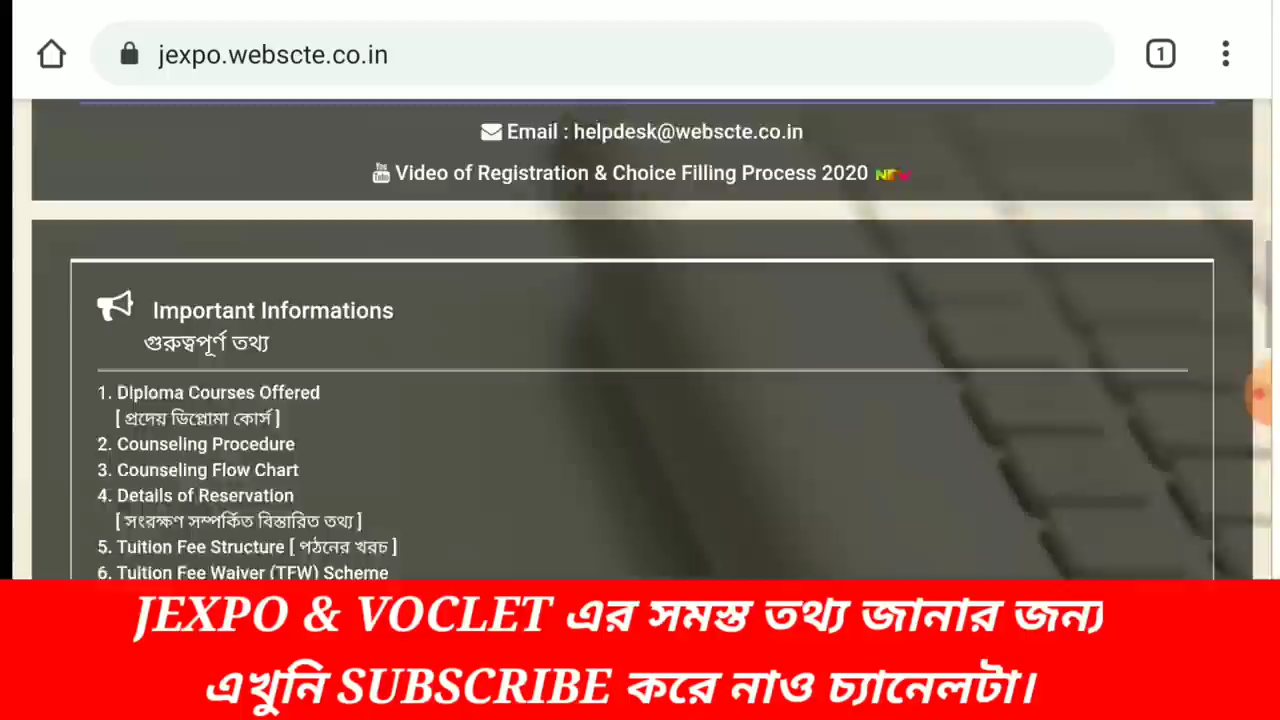 jexpo.webscte.co.in
1
Email : helpdesk@webscte.co.in
You Tube Video of Registration & Choice Filling Process 2020 NEW
Important Informations
গুরুত্বপূর্ণ তথ্য
1. Diploma Courses Offered
[ প্রদেয় ডিপ্লোমা কোর্স ]
2. Counseling Procedure
3. Counseling Flow Chart
4. Details of Reservation
[ সংরক্ষণ সম্পর্কিত বিস্তারিত তথ্য ]
5. Tuition Fee Structure [ পঠনের খরচ ]
6. Tuition Fee Waiver (TFW) Scheme
JEXPO & VOCLET এর সমস্ত তথ্য জানার জন্য
এখুনি SUBSCRIBE করে নাও চ্যানেলটা।